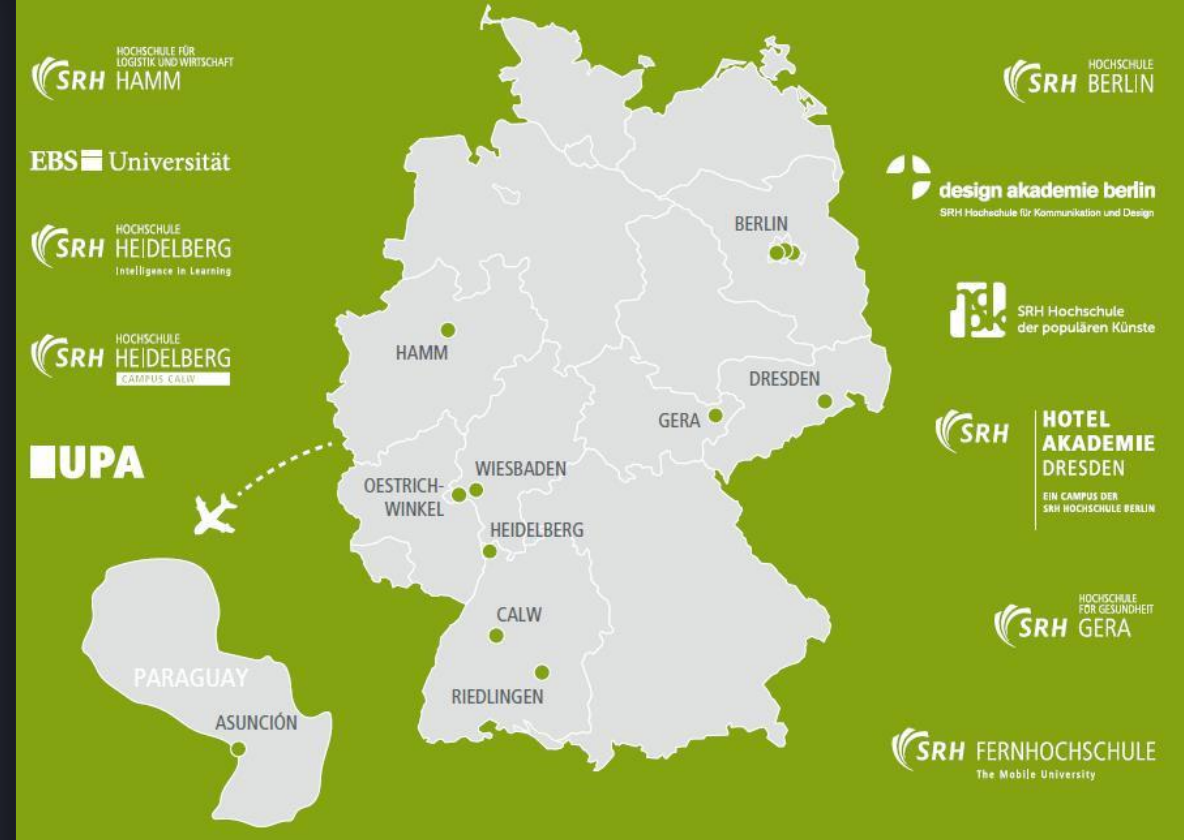 HOCHSCHULE FÜR
LOGISTIK UND WIRTSCHAFT
SRH HAMM
EBS Universität
HOCHSCHULE
SRH HEIDELBERG
Intelligence in Learning
HOCHSCHULE
SRH HEIDELBERG
CAMPUS CALW
UPA
BERLIN
HAMM
DRESDEN
GERA
WIESBADEN
OESTRICH-
WINKEL
HEIDELBERG
CALW
RIEDLINGEN
PARAGUAY
ASUNCIÓN
HOCHSCHULE
SRH BERLIN
design akademie berlin
SRH Hochschule für Kommunikation und Design
hdpk
SRH Hochschule
der populären Künste
SRH
HOTEL
AKADEMIE
DRESDEN
EIN CAMPUS DER
SRH HOCHSCHULE BERLIN
HOCHSCHULE
FÜR GESUNDHEIT
SRH GERA
SRH FERNHOCHSCHULE
The Mobile University